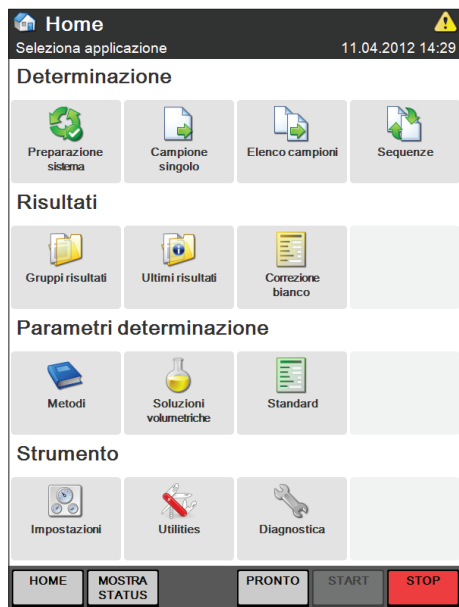 Home
Seleziona applicazione 11.04.2012 14:29
Determinazione
Preparazione
sistema
Campione
singolo
Elenco campioni
Sequenze
Risultati
Gruppi risultati
Ultimi risultati
Correzione
bianco
Parametri determinazione
Metodi
Soluzioni
volumetriche
Standard
Strumento
Impostazioni
Utilities
Diagnostica
HOME
MOSTRA
STATUS
PRONTO
START
STOP